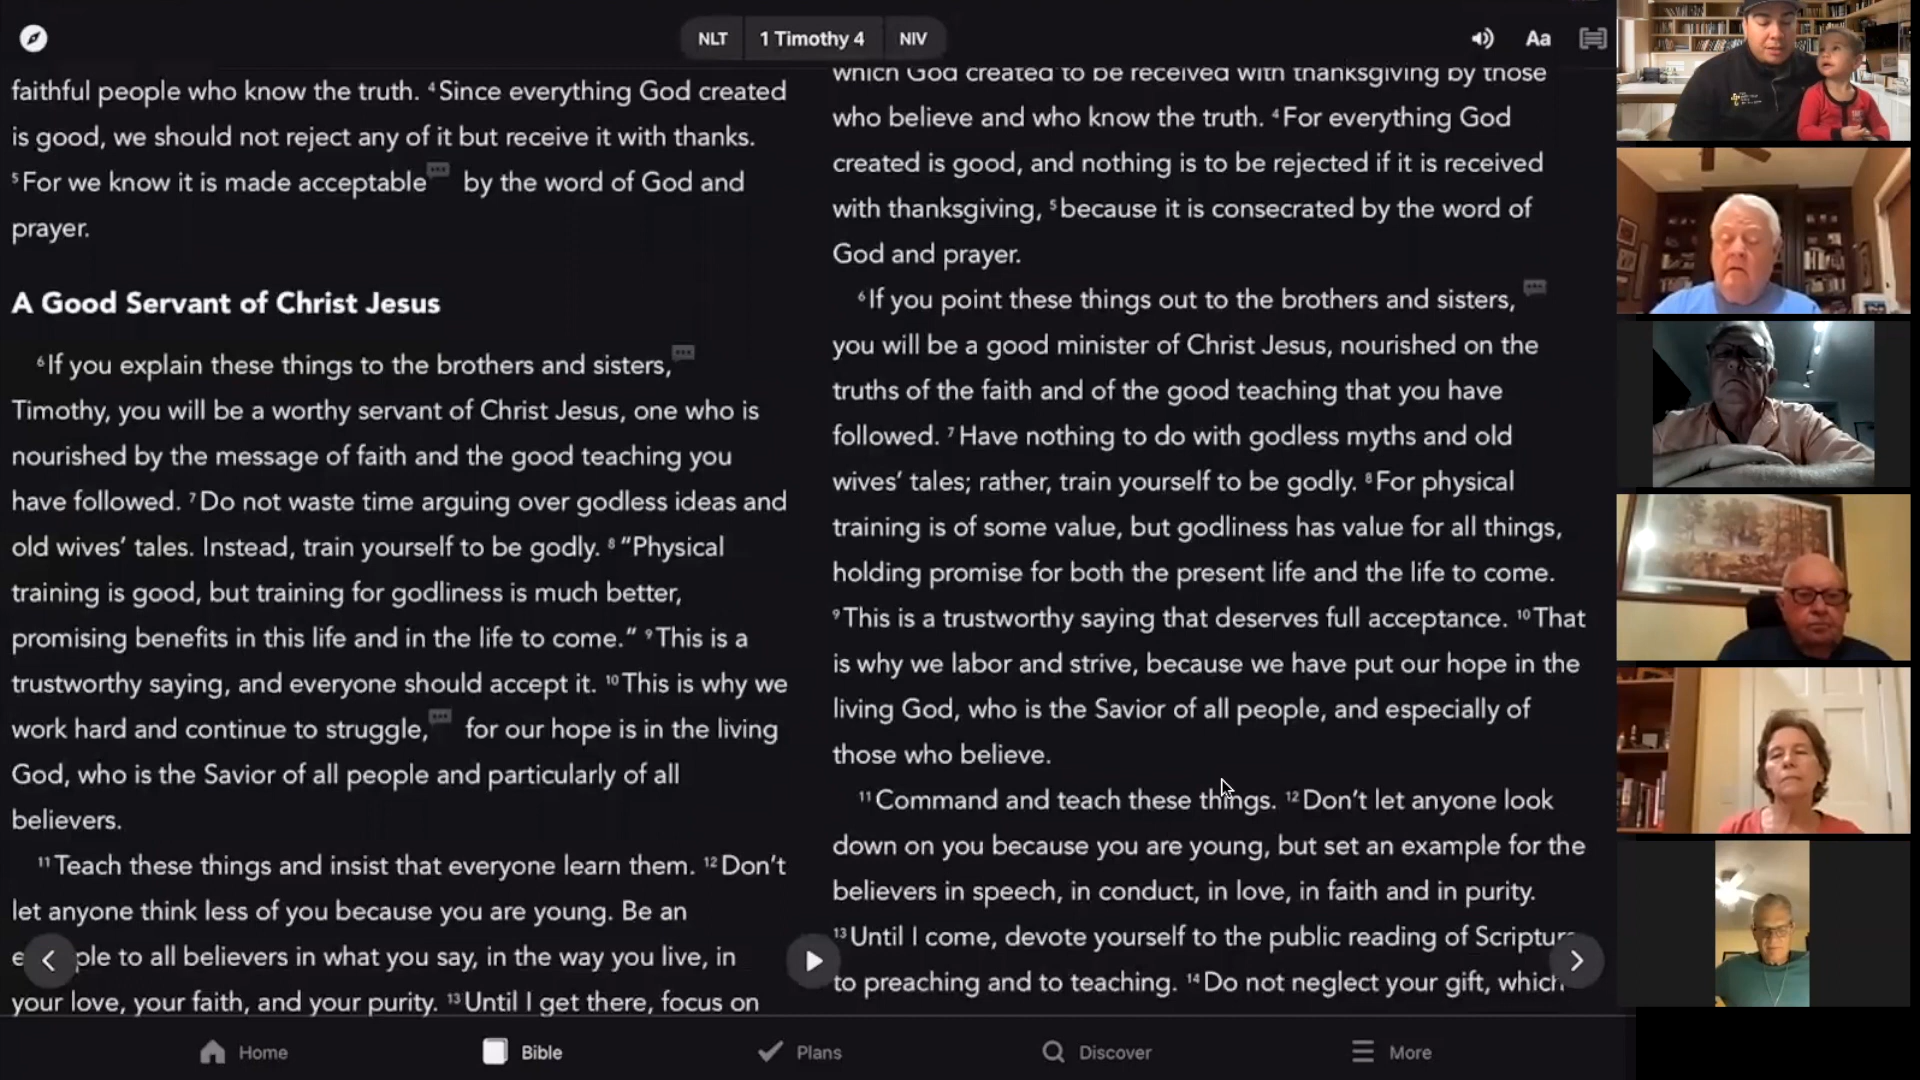 NLT 1 Timothy 4 NIV
Aa
faithful people who know the truth. ⁴Since everything God created
is good, we should not reject any of it but receive it with thanks.
⁵For we know it is made acceptable by the word of God and
prayer.
A Good Servant of Christ Jesus
⁶If you explain these things to the brothers and sisters,
Timothy, you will be a worthy servant of Christ Jesus, one who is
nourished by the message of faith and the good teaching you
have followed. ⁷Do not waste time arguing over godless ideas and
old wives’ tales. Instead, train yourself to be godly. ⁸“Physical
training is good, but training for godliness is much better,
promising benefits in this life and in the life to come.” ⁹This is a
trustworthy saying, and everyone should accept it. ¹⁰This is why we
work hard and continue to struggle, for our hope is in the living
God, who is the Savior of all people and particularly of all
believers.
¹¹Teach these things and insist that everyone learn them. ¹²Don’t
let anyone think less of you because you are young. Be an
to all believers in what you say, in the way you live, in
your love, your faith, and your purity. ¹³Until I get there, focus on
which God created to be received with thanksgiving by those
who believe and who know the truth. ⁴For everything God
created is good, and nothing is to be rejected if it is received
with thanksgiving, ⁵because it is consecrated by the word of
God and prayer.
⁶If you point these things out to the brothers and sisters,
you will be a good minister of Christ Jesus, nourished on the
truths of the faith and of the good teaching that you have
followed. ⁷Have nothing to do with godless myths and old
wives’ tales; rather, train yourself to be godly. ⁸For physical
training is of some value, but godliness has value for all things,
holding promise for both the present life and the life to come.
⁹This is a trustworthy saying that deserves full acceptance. ¹⁰That
is why we labor and strive, because we have put our hope in the
living God, who is the Savior of all people, and especially of
those who believe.
¹¹Command and teach these things. ¹²Don’t let anyone look
down on you because you are young, but set an example for the
believers in speech, in conduct, in love, in faith and in purity.
¹³Until I come, devote yourself to the public reading of Scripture,
to preaching and to teaching. ¹⁴Do not neglect your gift, which
Home Bible Plans Discover More